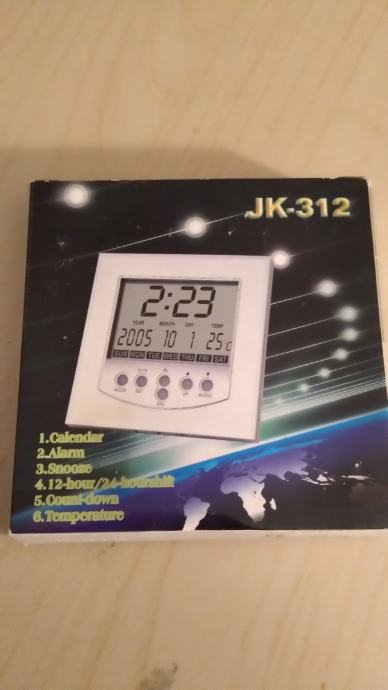 JK-312
2:23
YEAR MONTH DAY TEMP
2005 10 1 25c
SUN MON TUE WED THU FRI SAT
MODE SET UP MUSIC
1.Calendar
2.Alarm
3.Snooze
4.12-hour/24-hourshift
5.Count-down
6.Temperature